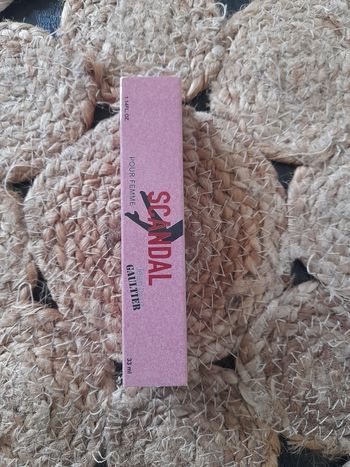 1.14FL.OZ
POUR FEMME
SCANDAL
GAULTIER
33 ml